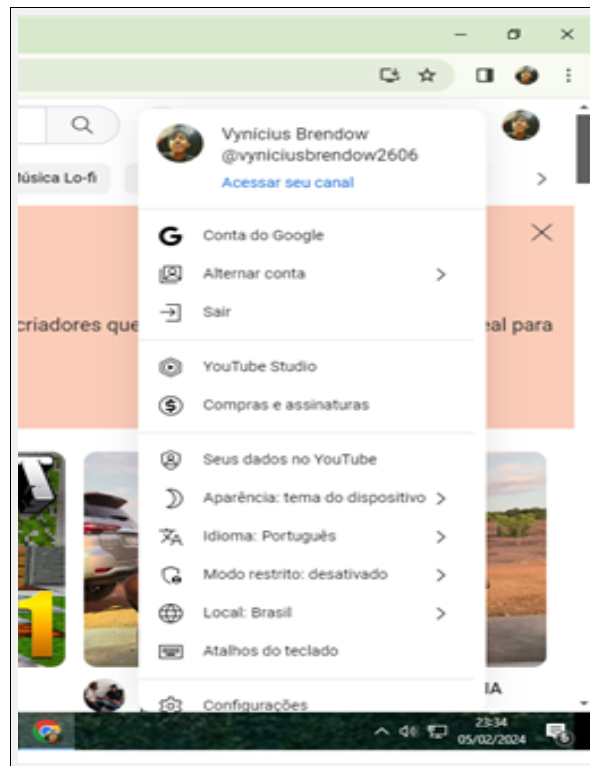 Vynícius Brendow
@vyniciusbrendow2606
Acessar seu canal
Música Lo-fi
Conta do Google
Alternar conta
Sair
criadores que
eal para
YouTube Studio
Compras e assinaturas
Seus dados no YouTube
Aparência: tema do dispositivo
Idioma: Português
Modo restrito: desativado
Local: Brasil
Atalhos do teclado
IA
Configurações
23:34
05/02/2024